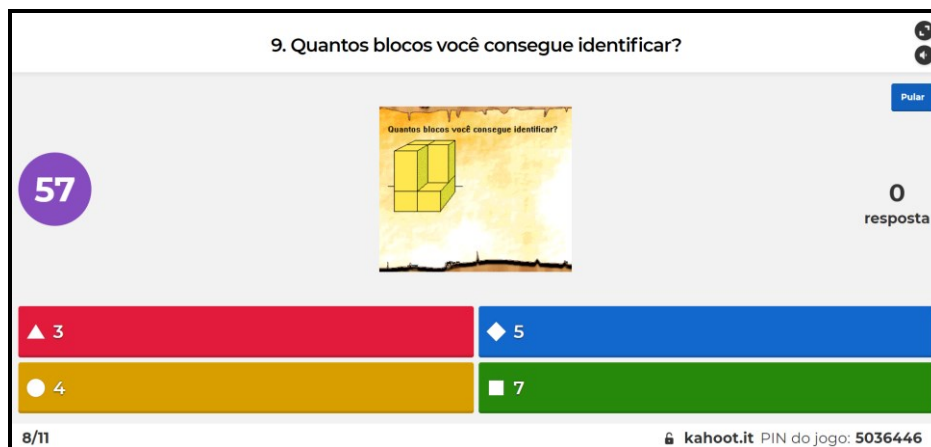 9. Quantos blocos você consegue identificar?
Pular
Quantos blocos você consegue identificar?
57
0
resposta
3
5
4
7
8/11
kahoot.it PIN do jogo: 5036446